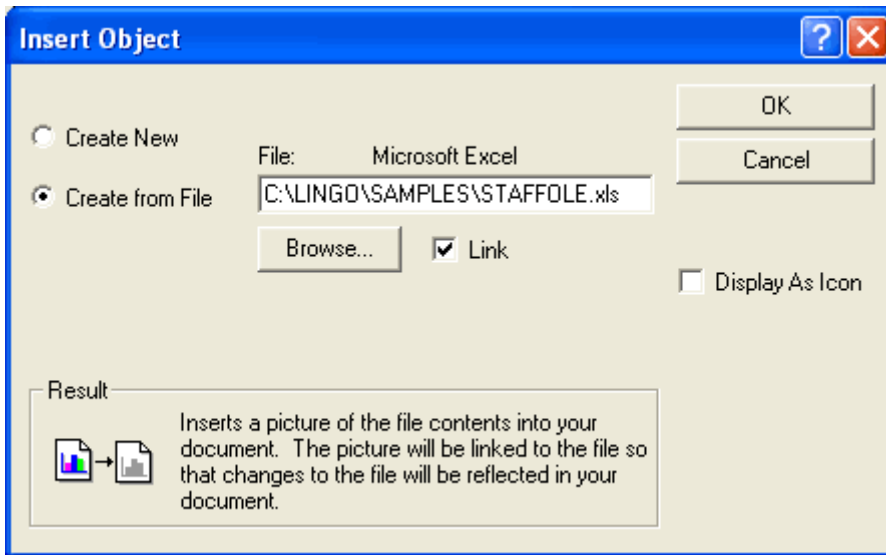 Insert Object
OK
Create New
File: Microsoft Excel
Cancel
Create from File
C:\LINGO\SAMPLES\STAFFOLE.xls
Browse...
Link
Display As Icon
Result
Inserts a picture of the file contents into your
document. The picture will be linked to the file so
that changes to the file will be reflected in your
document.